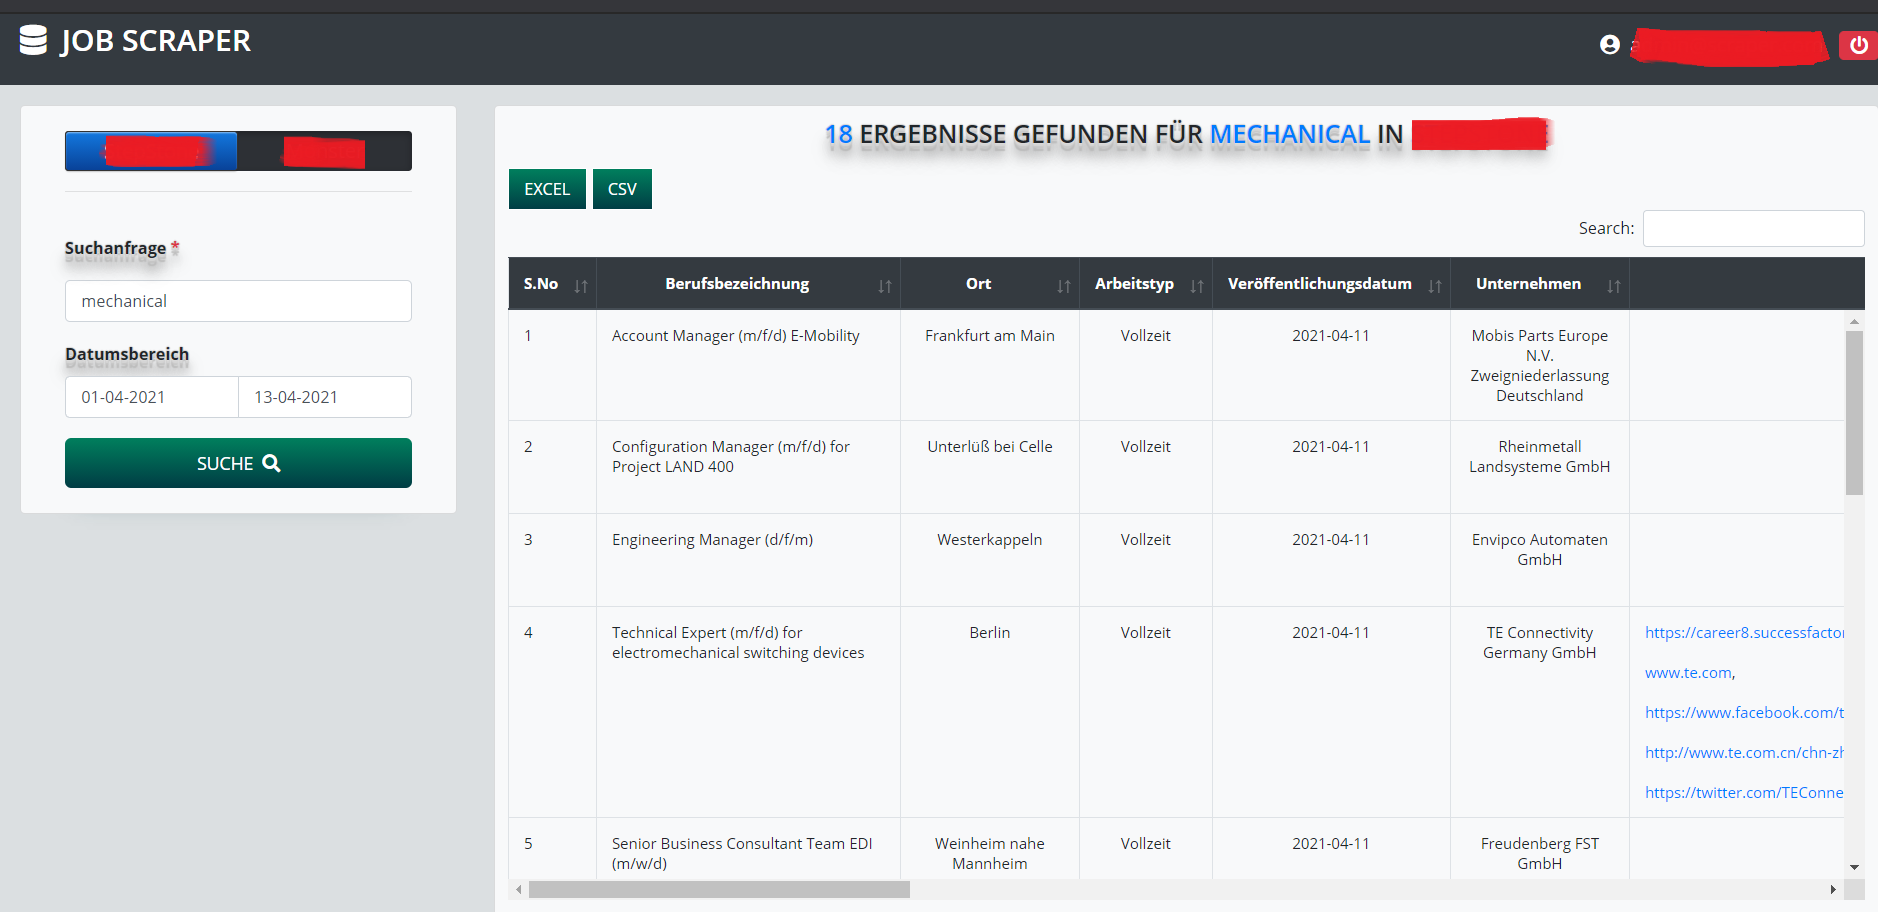 JOB SCRAPER
18 ERGEBNISSE GEFUNDEN FÜR MECHANICAL IN
EXCEL CSV
Search:
Suchanfrage *
mechanical
Datumsbereich
01-04-2021 13-04-2021
SUCHE
S.No Berufsbezeichnung Ort Arbeitstyp Veröffentlichungsdatum Unternehmen
1 Account Manager (m/f/d) E-Mobility Frankfurt am Main Vollzeit 2021-04-11 Mobis Parts Europe
N.V.
Zweigniederlassung
Deutschland
2 Configuration Manager (m/f/d) for Unterlüß bei Celle Vollzeit 2021-04-11 Rheinmetall
Project LAND 400 Landsysteme GmbH
3 Engineering Manager (d/f/m) Westerkappeln Vollzeit 2021-04-11 Envipco Automaten
GmbH
4 Technical Expert (m/f/d) for Berlin Vollzeit 2021-04-11 TE Connectivity https://career8.successfactor
electromechanical switching devices Germany GmbH
www.te.com,
https://www.facebook.com/t
http://www.te.com.cn/chn-zh
https://twitter.com/TEConne
5 Senior Business Consultant Team EDI Weinheim nahe Vollzeit 2021-04-11 Freudenberg FST
(m/w/d) Mannheim GmbH